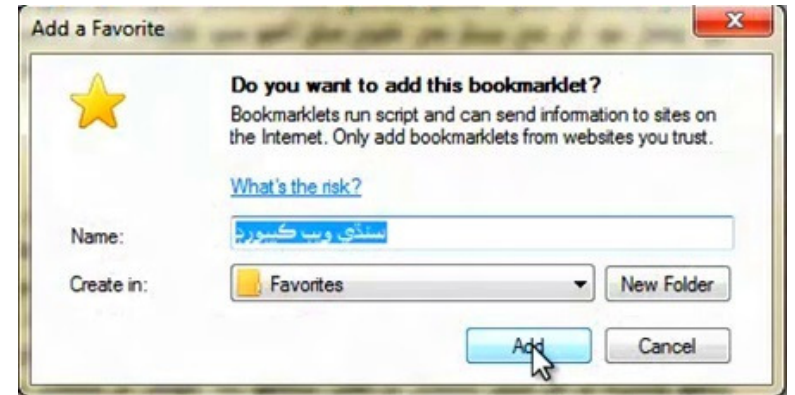 Add a Favorite
Do you want to add this bookmarklet?
Bookmarklets run script and can send information to sites on
the Internet. Only add bookmarklets from websites you trust.
What's the risk?
Name: سنڌي ويب ڪيبورڊ
Create in: Favorites New Folder
Add Cancel